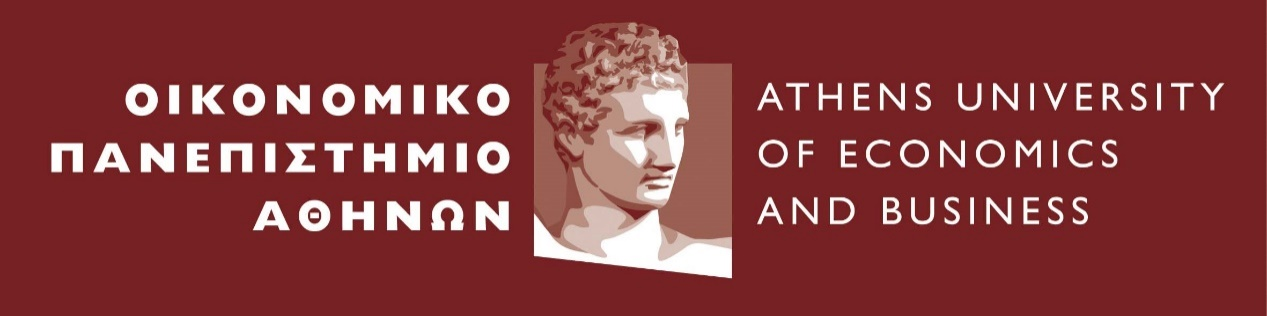 ΟΙΚΟΝΟΜΙΚΟ
ΠΑΝΕΠΙΣΤΗΜΙΟ
ΑΘΗΝΩΝ
ATHENS UNIVERSITY
OF ECONOMICS
AND BUSINESS